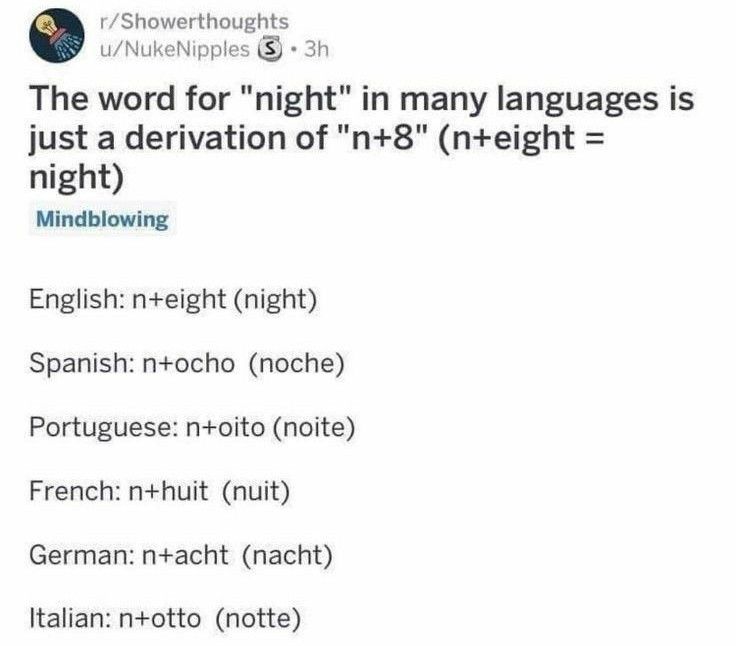 r/Showerthoughts
u/NukeNipples S • 3h
The word for "night" in many languages is
just a derivation of "n+8" (n+eight =
night)
Mindblowing
English: n+eight (night)
Spanish: n+ocho (noche)
Portuguese: n+oito (noite)
French: n+huit (nuit)
German: n+acht (nacht)
Italian: n+otto (notte)